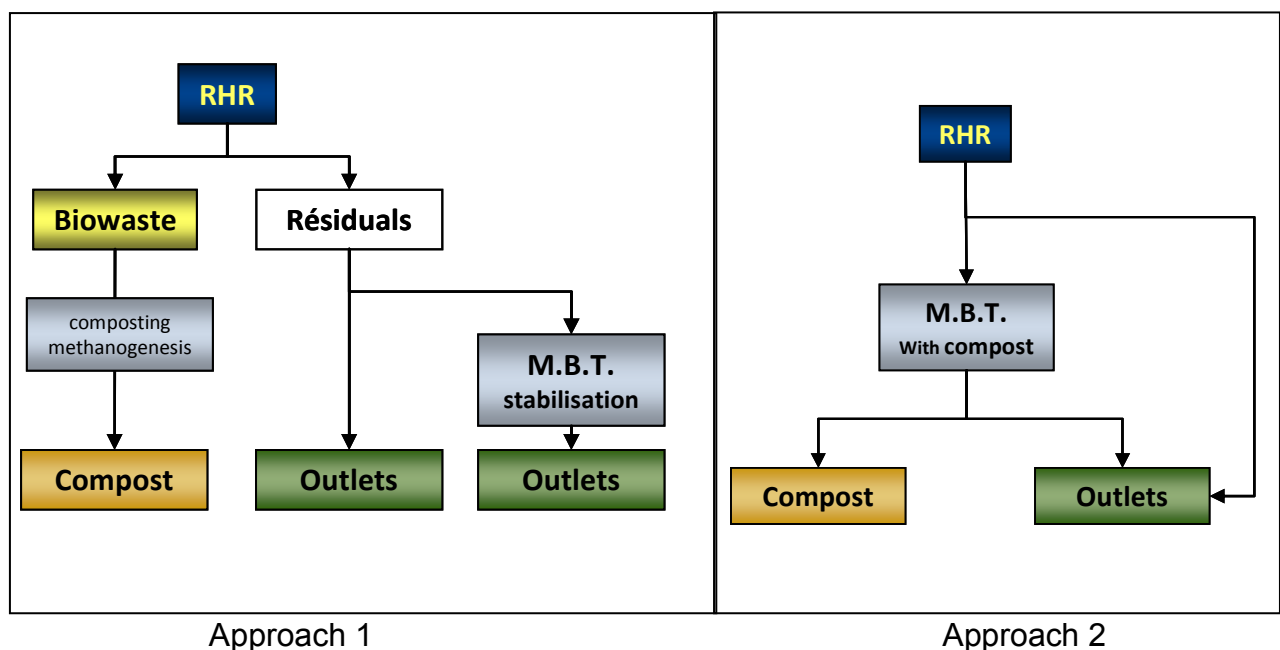 RHR
Biowaste
Résiduals
composting
methanogenesis
M.B.T.
stabilisation
Compost
Outlets
Outlets
RHR
M.B.T.
With compost
Compost
Outlets
Approach 1
Approach 2